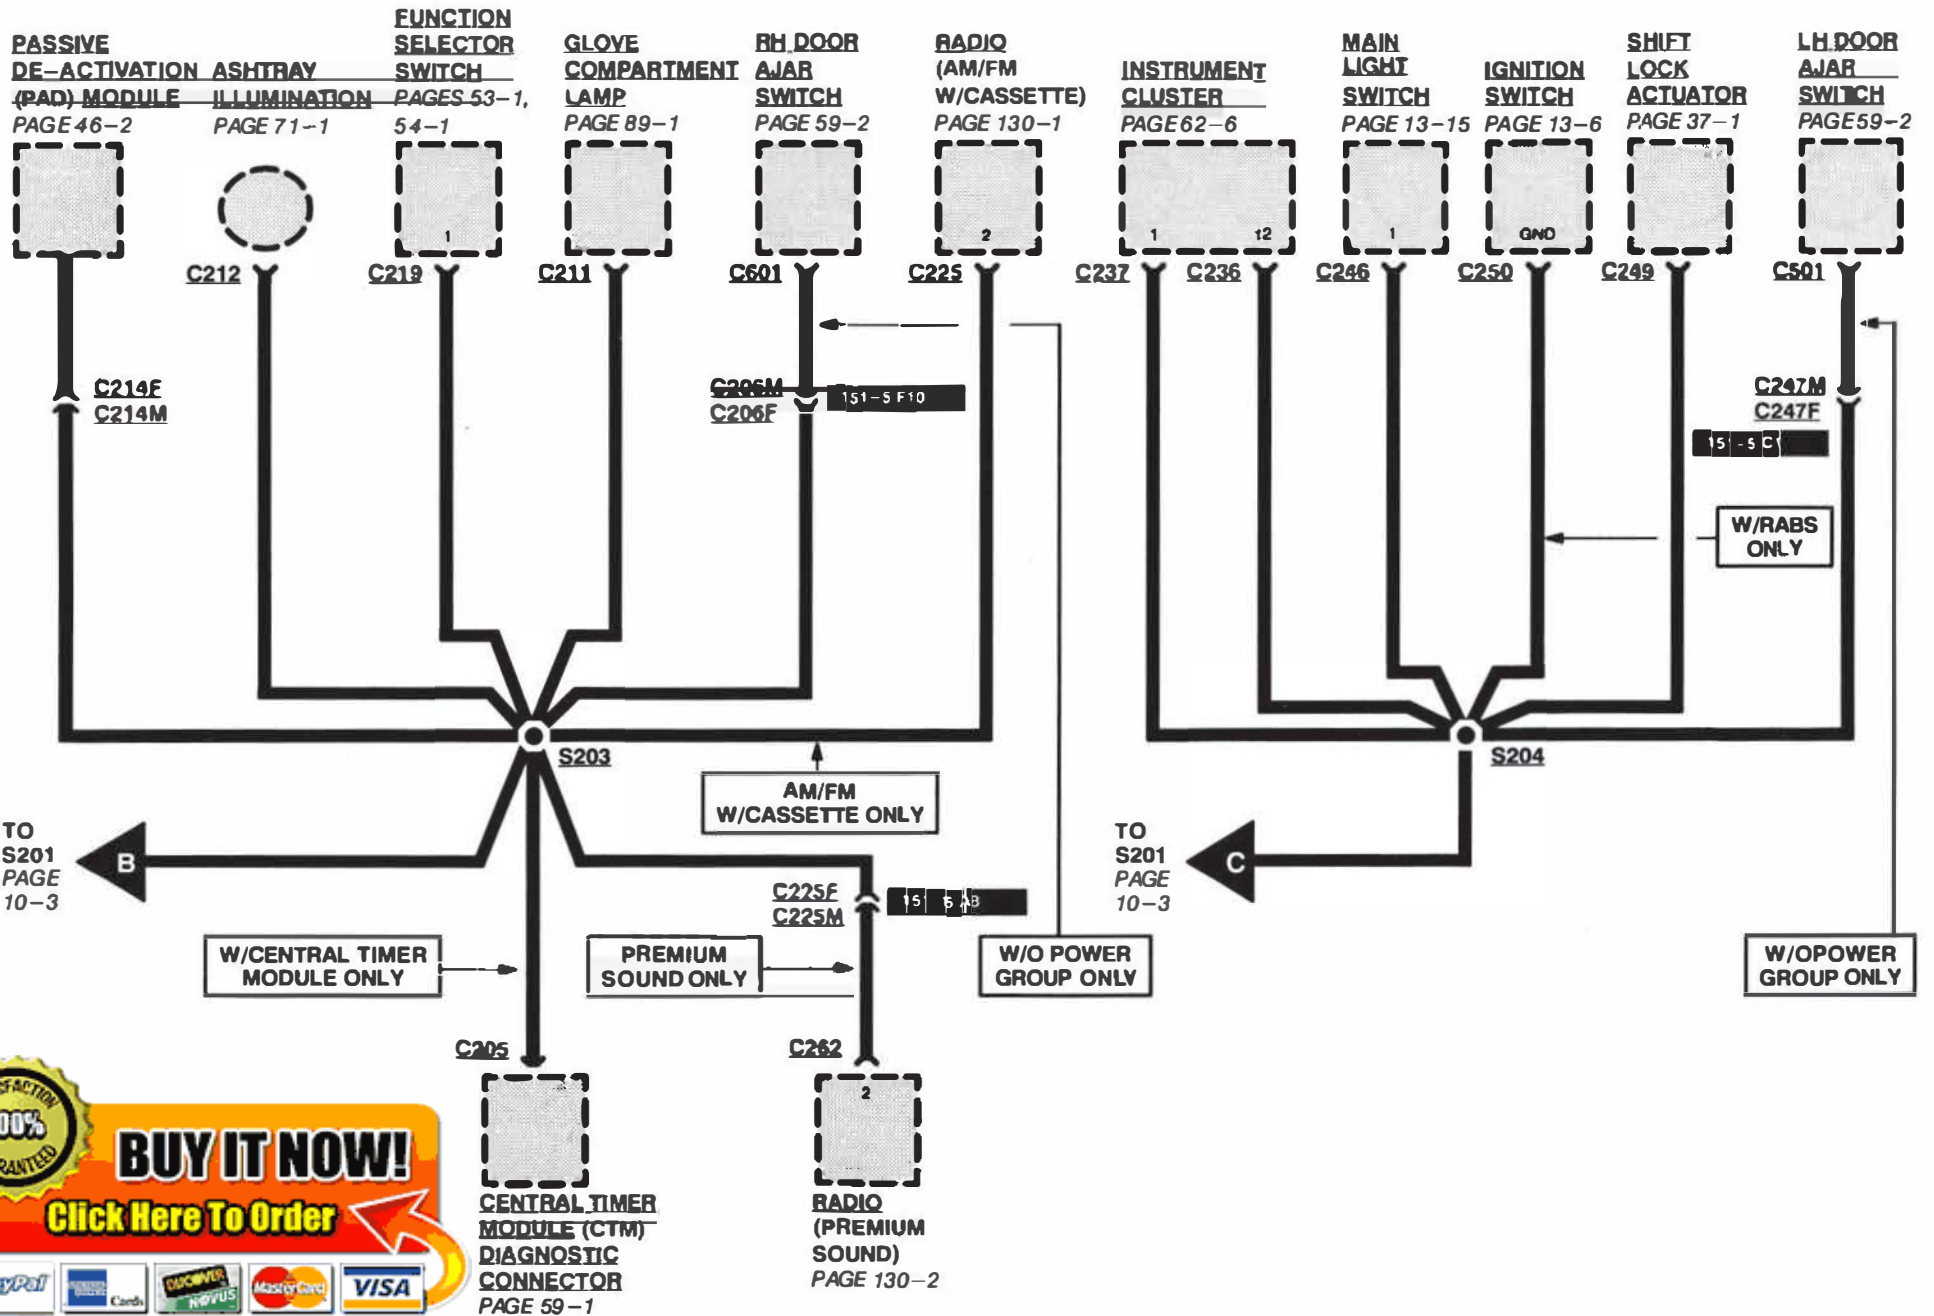 PASSIVE
DE-ACTIVATION
(PAD) MODULE
PAGE 46-2
ASHTRAY
ILLUMINATION
PAGE 71-1
FUNCTION
SELECTOR
SWITCH
PAGES 53-1,
54-1
GLOVE
COMPARTMENT
LAMP
PAGE 89-1
RH DOOR
AJAR
SWITCH
PAGE 59-2
RADIO
(AM/FM
W/CASSETTE)
PAGE 130-1
INSTRUMENT
CLUSTER
PAGE 62-6
MAIN
LIGHT
SWITCH
PAGE 13-15
IGNITION
SWITCH
PAGE 13-6
SHIFT
LOCK
ACTUATOR
PAGE 37-1
LH DOOR
AJAR
SWITCH
PAGE 59-2
1
2
1
12
1
GND
C212
C219
C211
C601
C225
C237
C236
C246
C250
C249
C501
C214F
C214M
C206M
C206F
151-5 F10
C247M
C247F
W/RABS
ONLY
S203
S204
AM/FM
W/CASSETTE ONLY
TO
S201
PAGE
10-3
B
TO
S201
PAGE
10-3
C
C225F
C225M
W/CENTRAL TIMER
MODULE ONLY
PREMIUM
SOUND ONLY
W/O POWER
GROUP ONLY
W/O POWER
GROUP ONLY
C205
C262
2
CENTRAL TIMER
MODULE (CTM)
DIAGNOSTIC
CONNECTOR
PAGE 59-1
RADIO
(PREMIUM
SOUND)
PAGE 130-2
BUY IT NOW!
Click Here To Order
Cards
DISCOVER
NOVUS
MasterCard
VISA